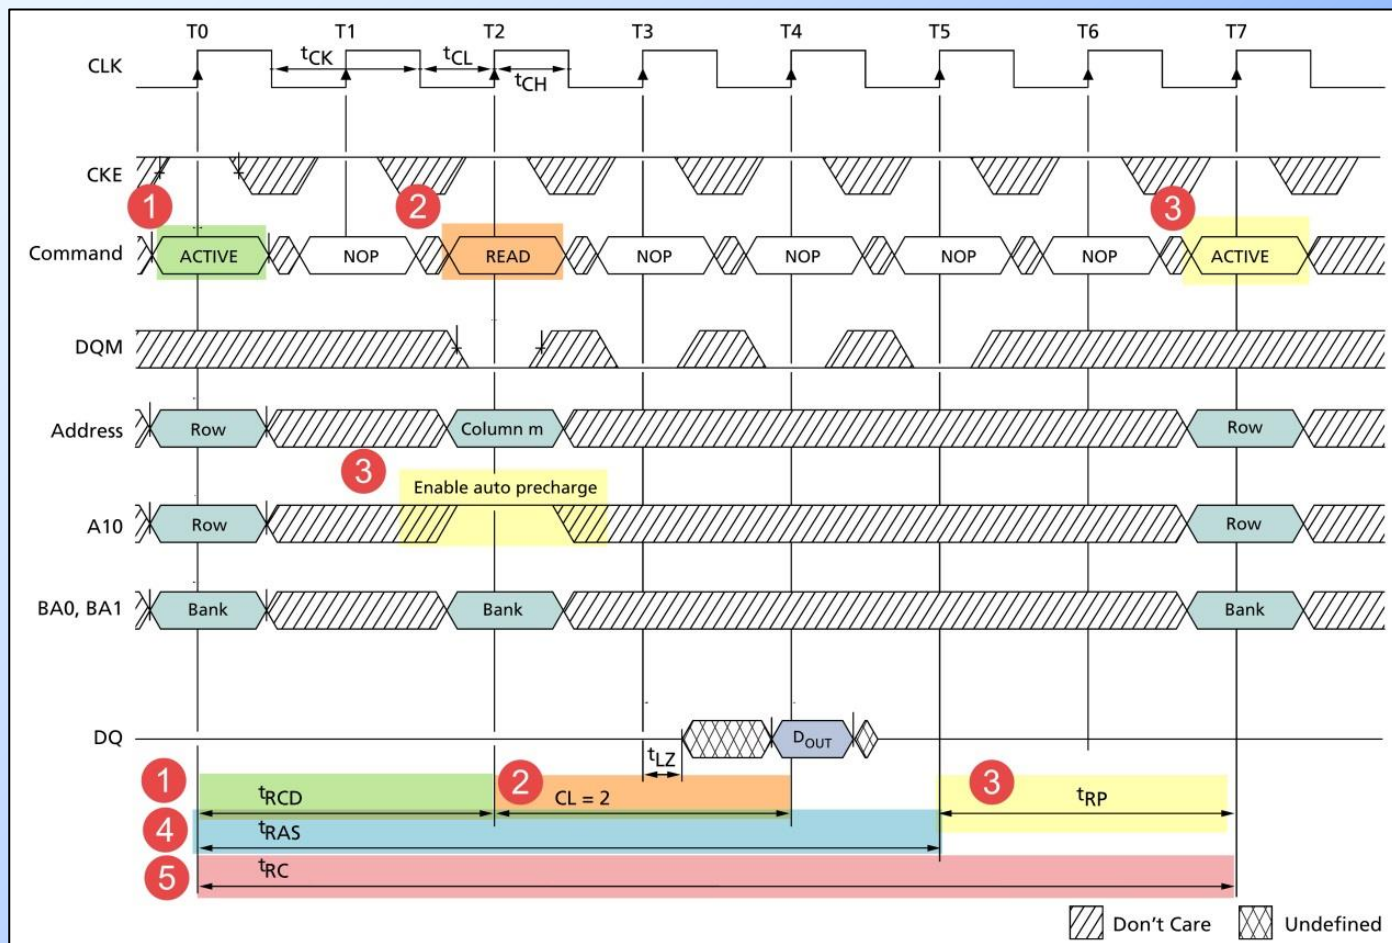 T0 T1 T2 T3 T4 T5 T6 T7
CLK tCK tCL tCH
CKE
1 2 3
Command ACTIVE NOP READ NOP NOP NOP NOP ACTIVE
DQM
Address Row Column m Row
3 Enable auto precharge
A10 Row Row
BA0, BA1 Bank Bank Bank
DQ DOUT
tLZ
1 tRCD 2 CL = 2 3 tRP
4 tRAS
5 tRC
Don't Care Undefined